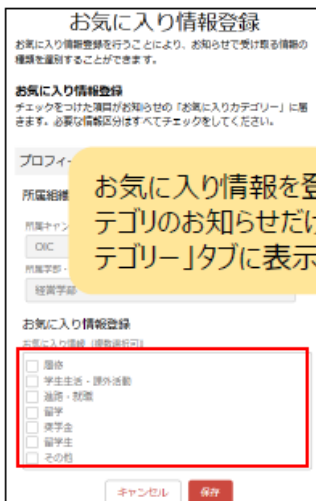 お気に入り情報登録
お気に入り情報登録を行うことにより、お知らせで受け取る情報の
種類を選別することができます。
お気に入り情報登録
チェックをつけた項目がお知らせの「お気に入りカテゴリー」に届
きます。必要な情報区分はすべてチェックをしてください。
プロフィ
所属組織
お気に入り情報を登
テゴリのお知らせだけ
テゴリー」タブに表示
所属キャン
OIC
所属学部・
経営学部
お気に入り情報登録
お気に入り情報（複数選択可）
履修
学生生活・課外活動
進路・就職
留学
奨学金
留学生
その他
キャンセル
保存